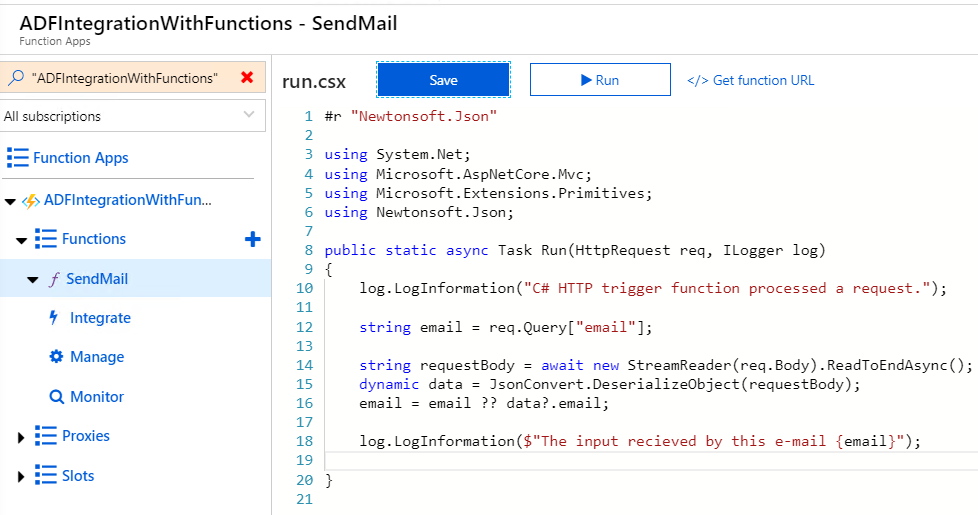 ADFIntegrationWithFunctions - SendMail
Function Apps
"ADFIntegrationWithFunctions"
All subscriptions
Function Apps
ADFIntegrationWithFun...
Functions
SendMail
Integrate
Manage
Monitor
Proxies
Slots
run.csx Save Run </> Get function URL
1 #r "Newtonsoft.Json"
2
3 using System.Net;
4 using Microsoft.AspNetCore.Mvc;
5 using Microsoft.Extensions.Primitives;
6 using Newtonsoft.Json;
7
8 public static async Task Run(HttpRequest req, ILogger log)
9 {
10     log.LogInformation("C# HTTP trigger function processed a request.");
11
12     string email = req.Query["email"];
13
14     string requestBody = await new StreamReader(req.Body).ReadToEndAsync();
15     dynamic data = JsonConvert.DeserializeObject(requestBody);
16     email = email ?? data?.email;
17
18     log.LogInformation($"The input recieved by this e-mail {email}");
19
20 }
21